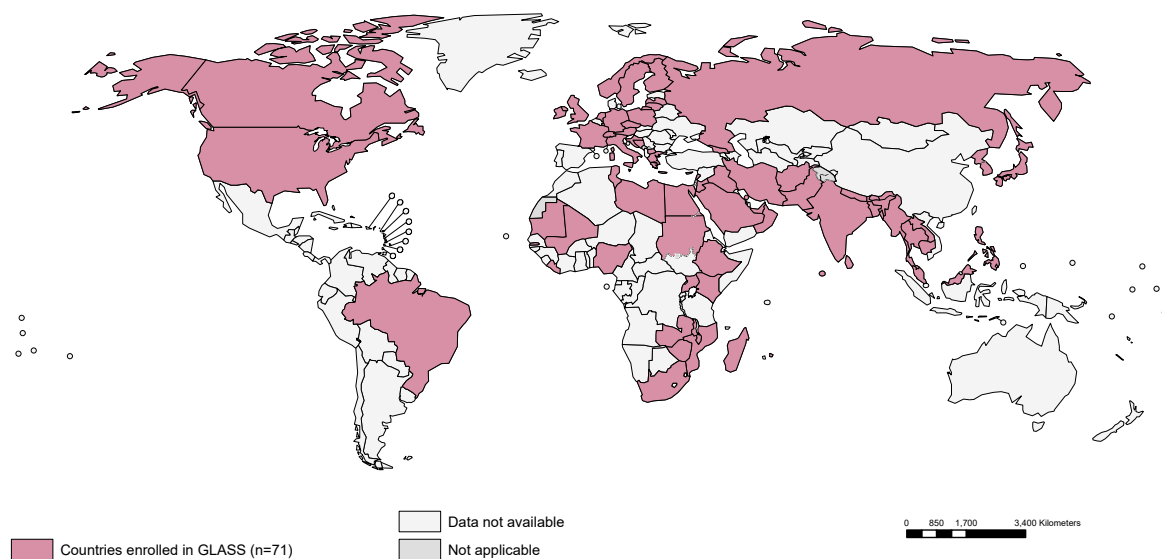 Data not available
Countries enrolled in GLASS (n=71)
Not applicable
0 850 1,700 3,400 Kilometers